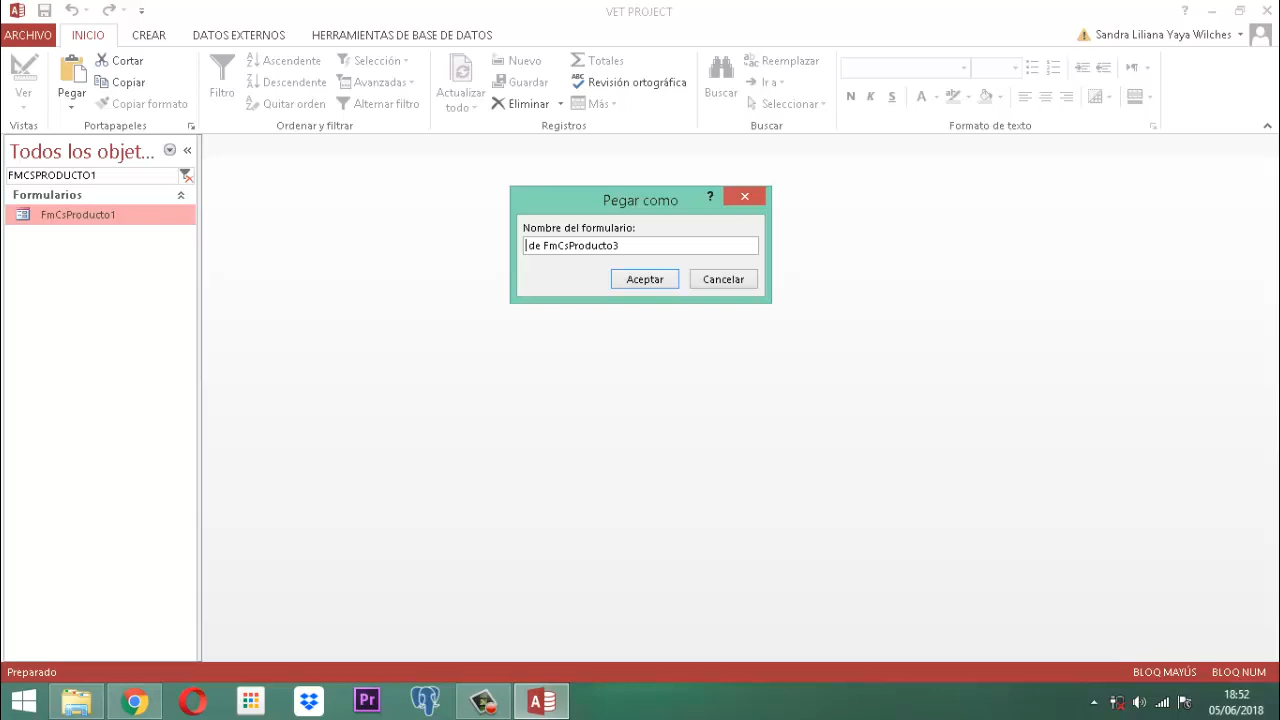 VET PROJECT
ARCHIVO INICIO CREAR DATOS EXTERNOS HERRAMIENTAS DE BASE DE DATOS Sandra Liliana Yaya Wilches
Ver
Vistas
Pegar
Cortar
Copiar
Copiar formato
Portapapeles
Filtro
Ascendente
Descendente
Quitar orden
Selección
Avanzadas
Alternar filtro
Ordenar y filtrar
Actualizar todo
Nuevo
Guardar
Eliminar
Totales
Revisión ortográfica
Más
Registros
Buscar
Reemplazar
Ir a
Seleccionar
Buscar
N K S A
Formato de texto
Todos los objet...
FMCSPRODUCTO1
Formularios
FmCsProducto1
Pegar como
Nombre del formulario:
de FmCsProducto3
Aceptar Cancelar
Preparado
BLOQ MAYÚS BLOQ NUM
Pr
18:52
05/06/2018